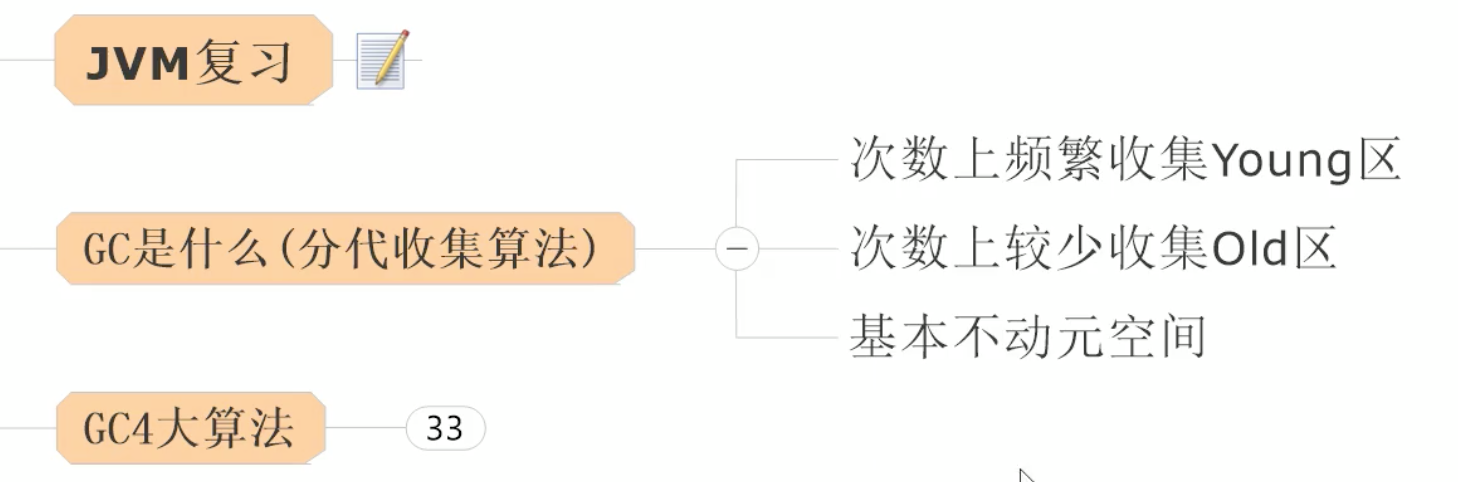 JVM复习
次数上频繁收集Young区
GC是什么(分代收集算法)
次数上较少收集Old区
基本不动元空间
GC4大算法
33